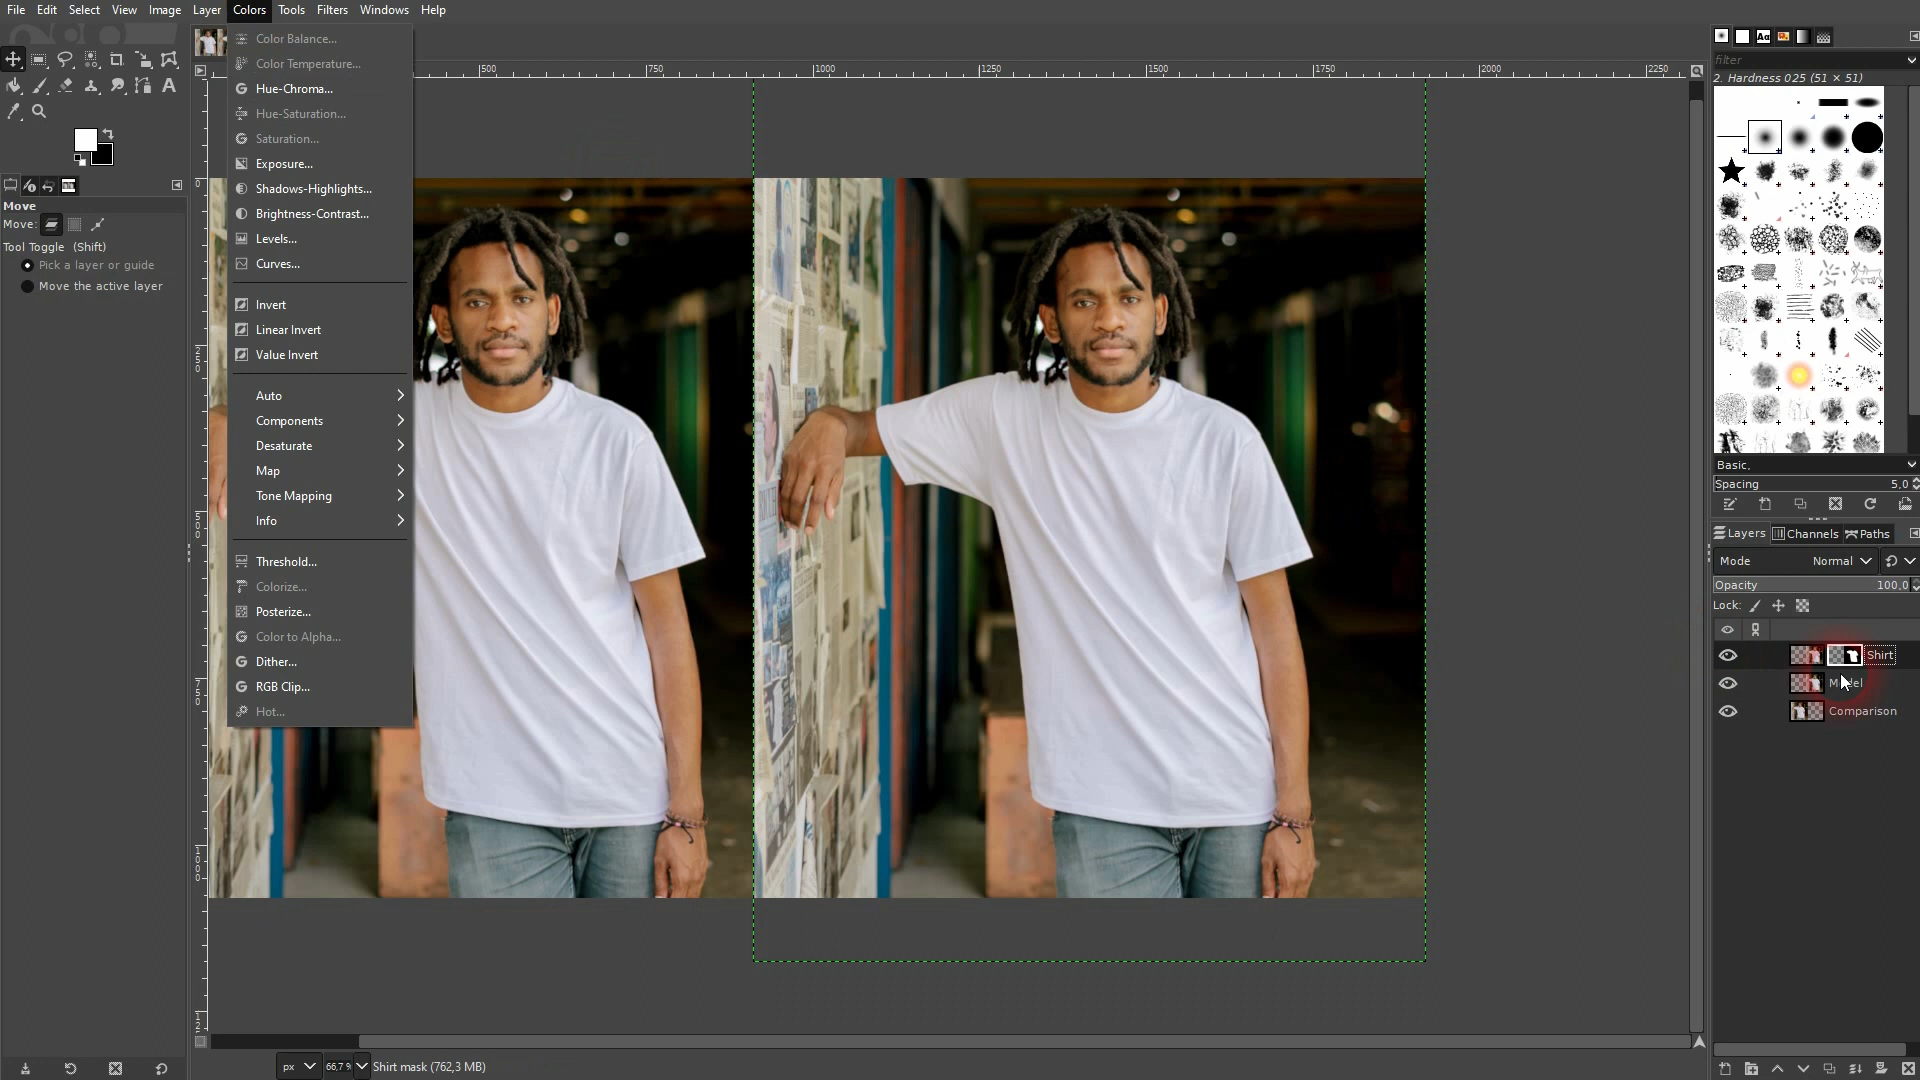 File Edit Select View Image Layer Colors Tools Filters Windows Help
Color Balance...
Color Temperature...
Hue-Chroma...
Hue-Saturation...
Saturation...
Exposure...
Shadows-Highlights...
Brightness-Contrast...
Levels...
Curves...
Invert
Linear Invert
Value Invert
Auto
Components
Desaturate
Map
Tone Mapping
Info
Threshold...
Colorize...
Posterize...
Color to Alpha...
Dither...
RGB Clip...
Hot...
Move
Move:
Tool Toggle (Shift)
Pick a layer or guide
Move the active layer
500 750 1000 1250 1500 1750 2000 2250
0
250
500
750
1000
px 66,7 % Shirt mask (762,3 MB)
filter
2. Hardness 025 (51 × 51)
Basic,
Spacing 5,0
Layers Channels Paths
Mode Normal
Opacity 100,0
Lock:
Shirt
Model
Comparison